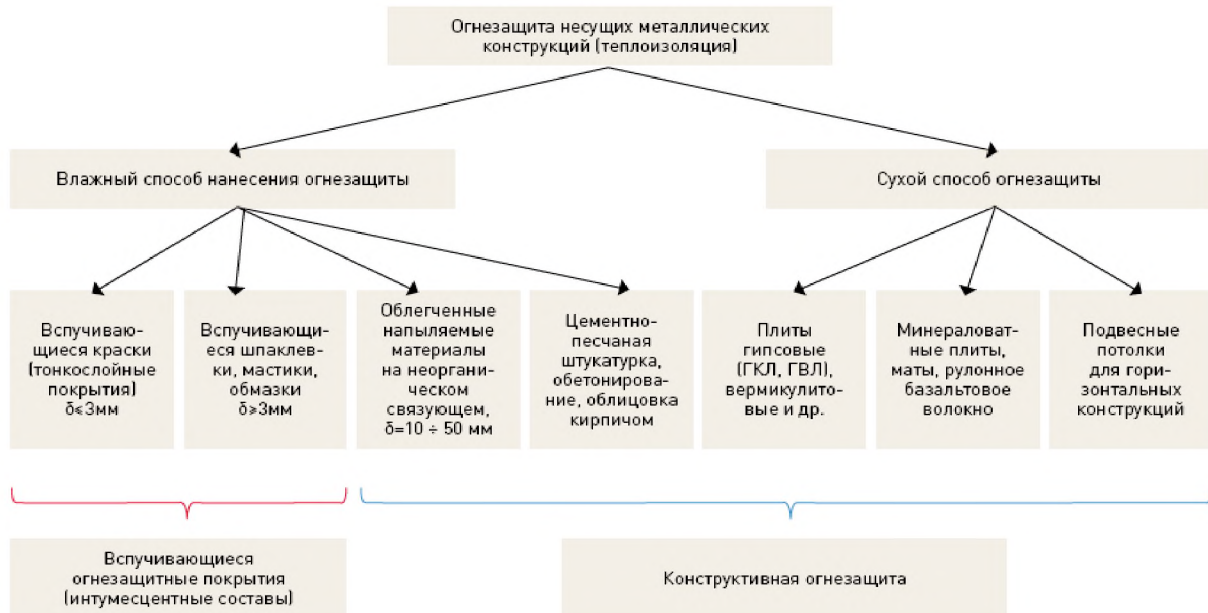 Огнезащита несущих металлических
конструкций (теплоизоляция)
Влажный способ нанесения огнезащиты
Сухой способ огнезащиты
Вспучиваю-
щиеся краски
(тонкослойные
покрытия)
δ≤3мм
Вспучивающи-
еся шпаклев-
ки, мастики,
обмазки
δ≥3мм
Облегченные
напыляемые
материалы
на неоргани-
ческом
связующем,
δ=10 ÷ 50 мм
Цементно-
песчаная
штукатурка,
обетонирова-
ние, облицовка
кирпичом
Плиты
гипсовые
(ГКЛ, ГВЛ),
вермикулито-
вые и др.
Минераловат-
ные плиты,
маты, рулонное
базальтовое
волокно
Подвесные
потолки
для гори-
зонтальных
конструкций
Вспучивающиеся
огнезащитные покрытия
(интумесцентные составы)
Конструктивная огнезащита